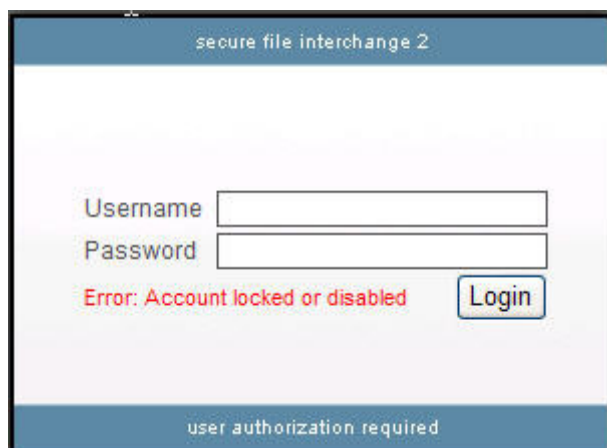 secure file interchange 2
Username
Password
Error: Account locked or disabled
Login
user authorization required